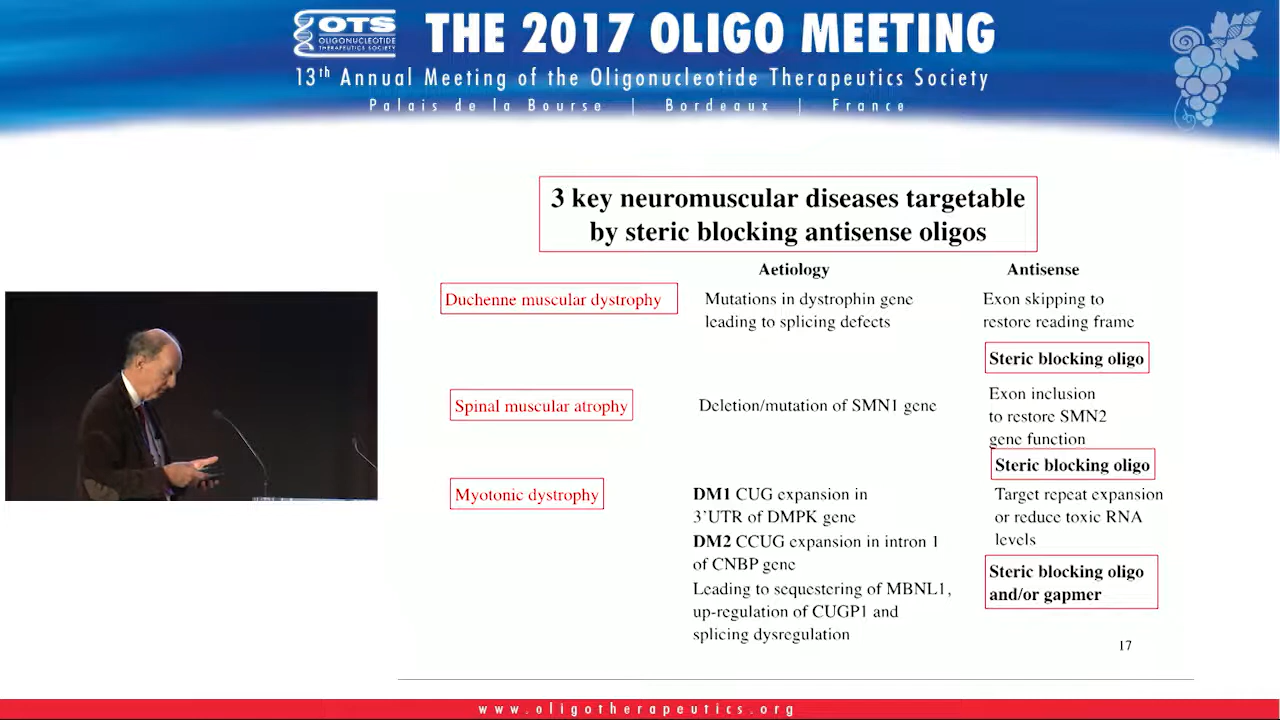 OTS
OLIGONUCLEOTIDE
THERAPEUTICS SOCIETY
THE 2017 OLIGO MEETING
13th Annual Meeting of the Oligonucleotide Therapeutics Society
Palais de la Bourse | Bordeaux | France
3 key neuromuscular diseases targetable
by steric blocking antisense oligos
Aetiology
Antisense
Duchenne muscular dystrophy
Mutations in dystrophin gene
leading to splicing defects
Exon skipping to
restore reading frame
Steric blocking oligo
Spinal muscular atrophy
Deletion/mutation of SMN1 gene
Exon inclusion
to restore SMN2
gene function
Steric blocking oligo
Myotonic dystrophy
DM1 CUG expansion in
3'UTR of DMPK gene
DM2 CCUG expansion in intron 1
of CNBP gene
Leading to sequestering of MBNL1,
up-regulation of CUGP1 and
splicing dysregulation
Target repeat expansion
or reduce toxic RNA
levels
Steric blocking oligo
and/or gapmer
17
www.oligotherapeutics.org